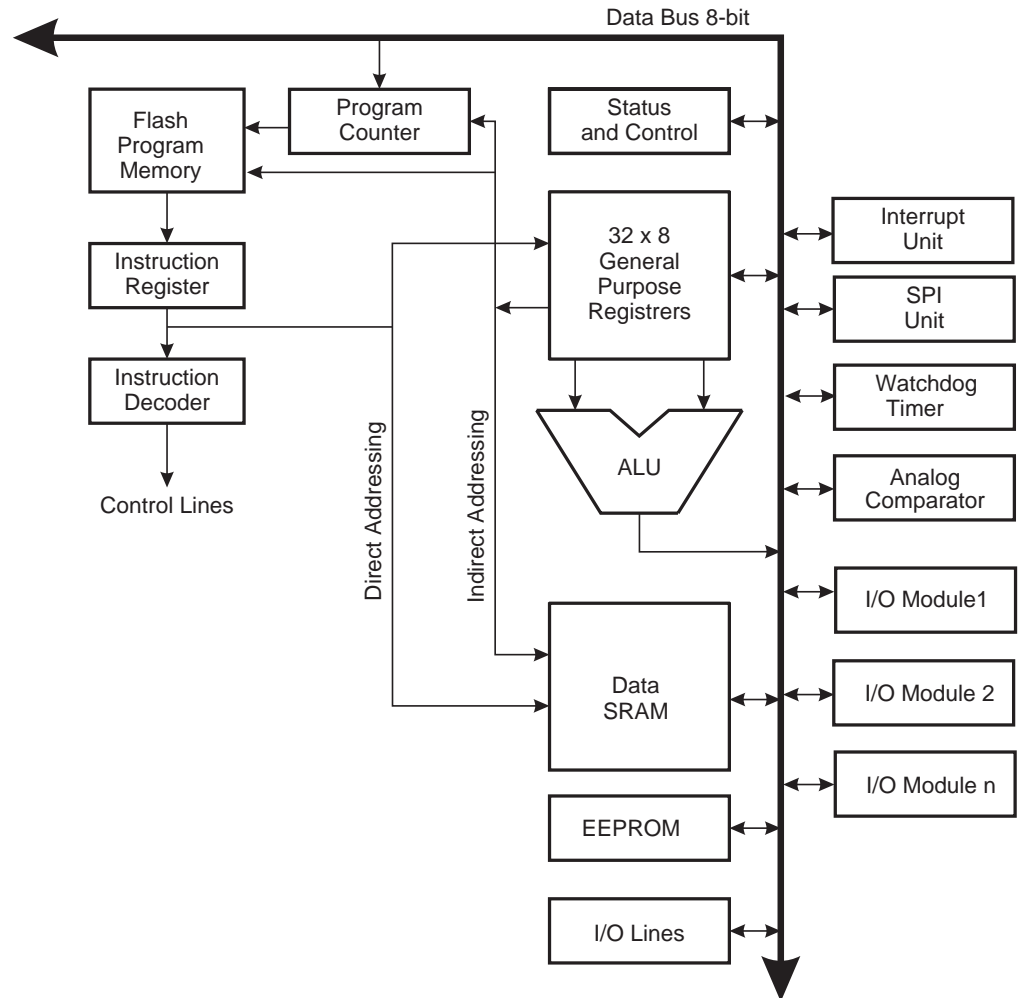 Data Bus 8-bit
Flash
Program
Memory
Program
Counter
Status
and Control
Interrupt
Unit
32 x 8
General
Purpose
Registrers
Instruction
Register
SPI
Unit
Instruction
Decoder
Watchdog
Timer
ALU
Analog
Comparator
Control Lines
Direct Addressing
Indirect Addressing
I/O Module1
Data
SRAM
I/O Module 2
I/O Module n
EEPROM
I/O Lines